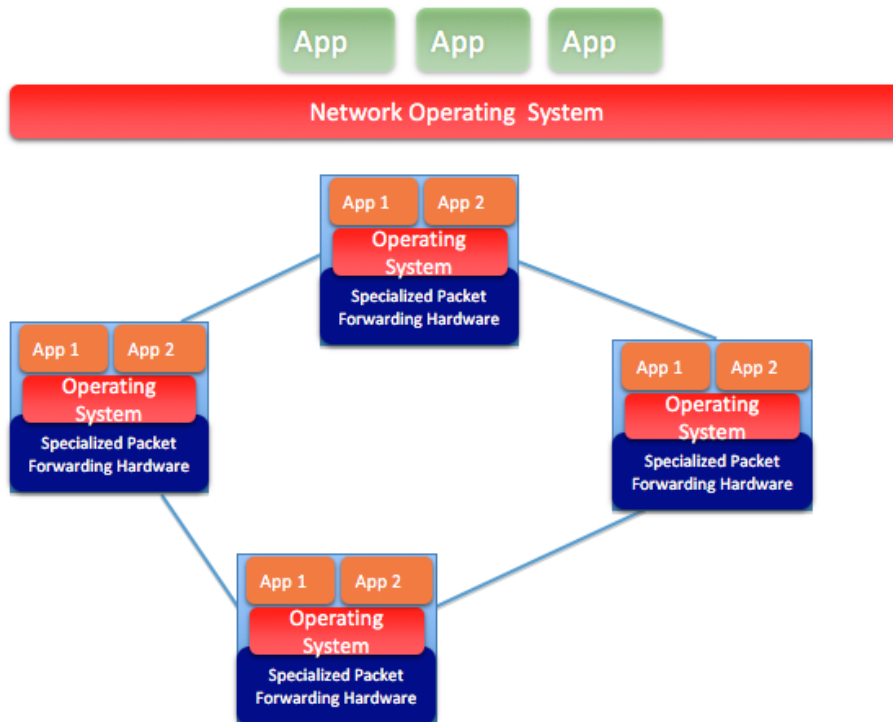 App App App
Network Operating System
App 1 App 2
Operating
System
Specialized Packet
Forwarding Hardware
App 1 App 2
Operating
System
Specialized Packet
Forwarding Hardware
App 1 App 2
Operating
System
Specialized Packet
Forwarding Hardware
App 1 App 2
Operating
System
Specialized Packet
Forwarding Hardware